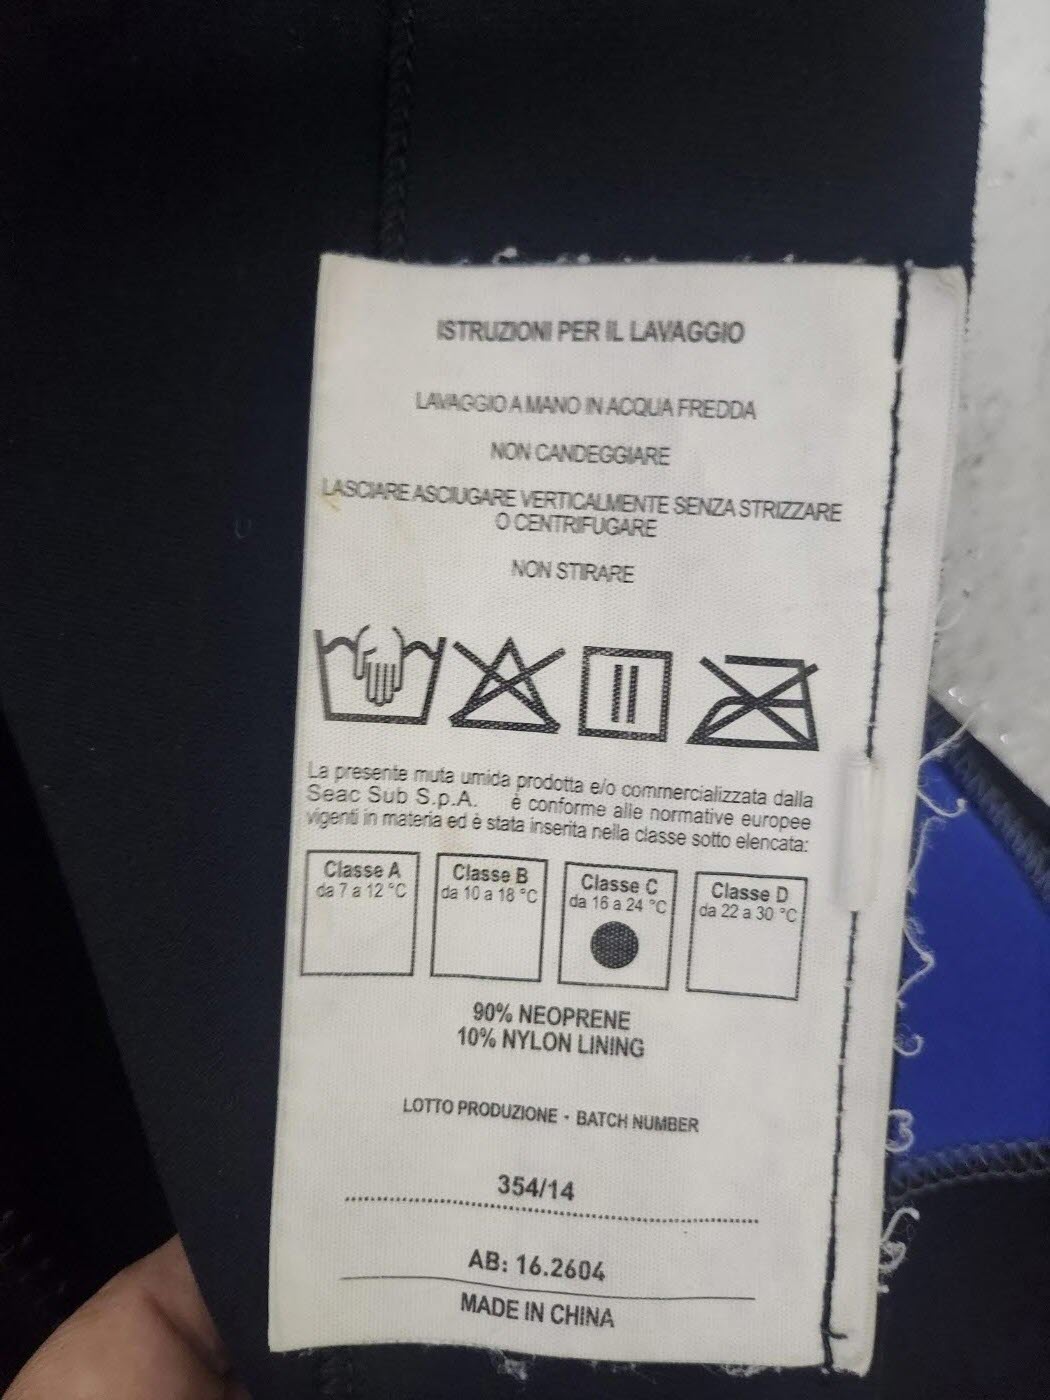 ISTRUZIONI PER IL LAVAGGIO
LAVAGGIO A MANO IN ACQUA FREDDA
NON CANDEGGIARE
LASCIARE ASCIUGARE VERTICALMENTE SENZA STRIZZARE
O CENTRIFUGARE
NON STIRARE
La presente muta umida prodotta e/o commercializzata dalla
Seac Sub S.p.A. è conforme alle normative europee
vigenti in materia ed è stata inserita nella classe sotto elencata:
Classe A Classe B Classe C Classe D
da 7 a 12 °C da 10 a 18 °C da 16 a 24 °C da 22 a 30 °C
90% NEOPRENE
10% NYLON LINING
LOTTO PRODUZIONE - BATCH NUMBER
354/14
AB: 16.2604
MADE IN CHINA